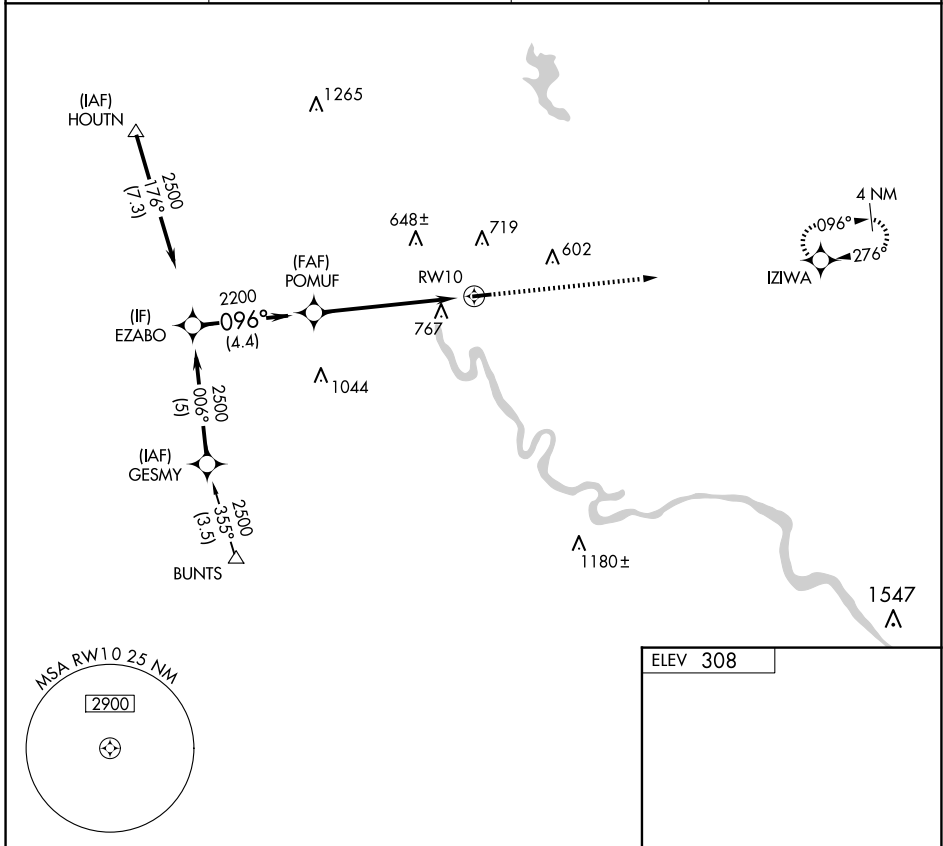 1265
(IAF)
HOUTN
2500
176°
(7.3)
4 NM
096°
276°
IZIWA
648±
719
602
(FAF)
POMUF
RW10
2200
096°
(4.4)
(IF)
EZABO
767
1044
2500
006°
(5)
(IAF)
GESMY
2500
355°
(3.5)
BUNTS
1180±
1547
MSA RW10 25 NM
2900
ELEV 308